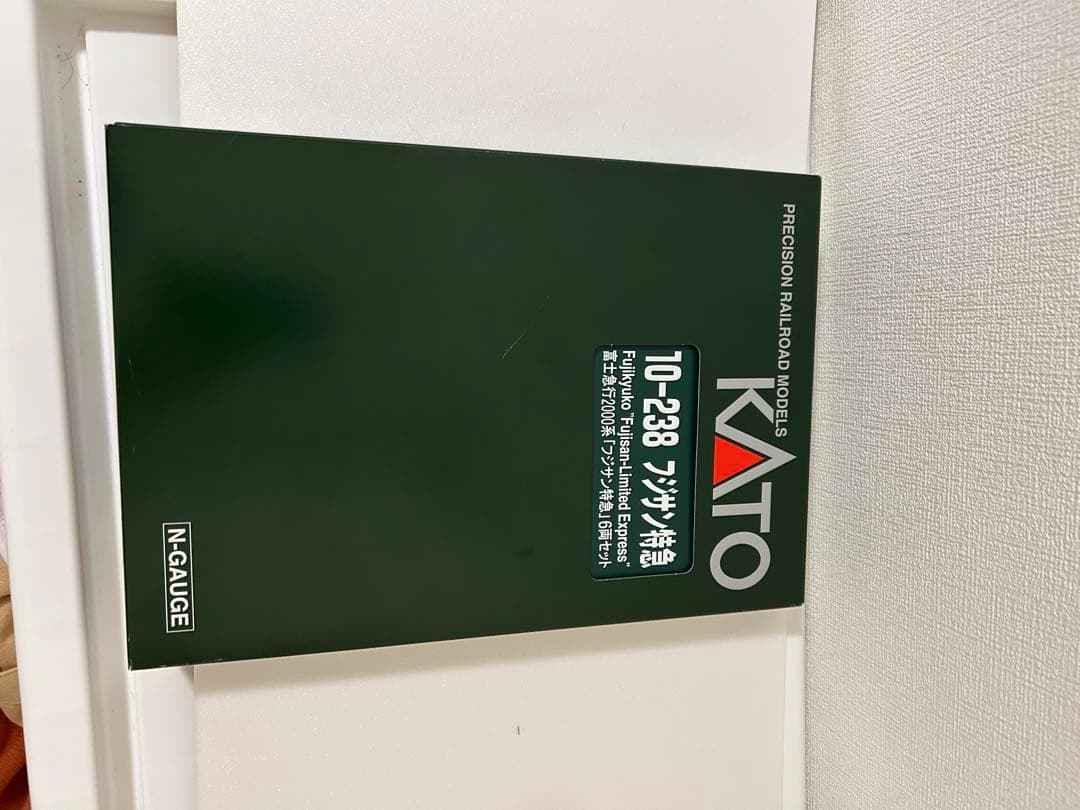 PRECISION RAILROAD MODELS
KATO
10-238 フジサン特急
Fujikyuko "Fujisan-Limited Express"
富士急行2000系「フジサン特急」6両セット
N-GAUGE